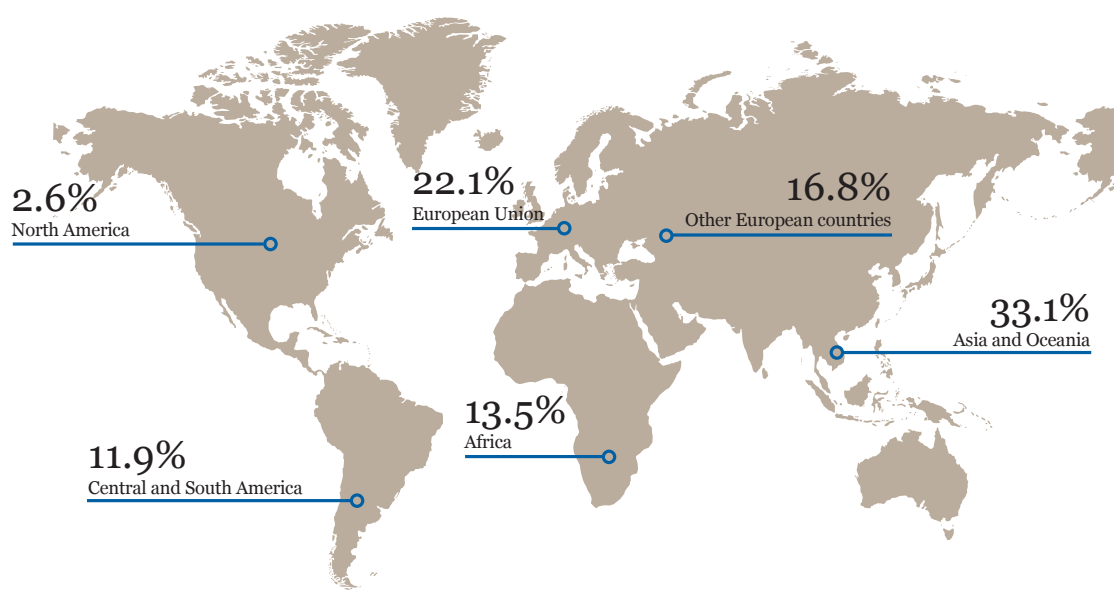 2.6%
North America
22.1%
European Union
16.8%
Other European countries
33.1%
Asia and Oceania
13.5%
Africa
11.9%
Central and South America